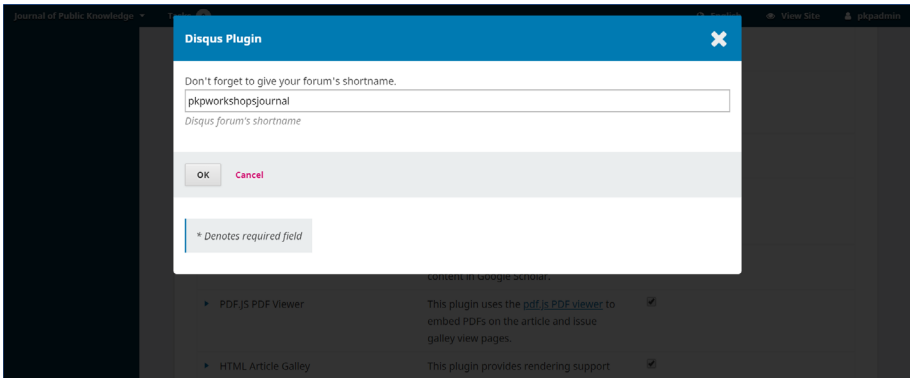 Journal of Public Knowledge
Tasks
English
View Site
pkpadmin
Disqus Plugin
Don't forget to give your forum's shortname.
pkpworkshopsjournal
Disqus forum's shortname
OK Cancel
* Denotes required field
content in Google Scholar.
PDF.JS PDF Viewer
This plugin uses the pdf.js PDF viewer to
embed PDFs on the article and issue
galley view pages.
HTML Article Galley
This plugin provides rendering support